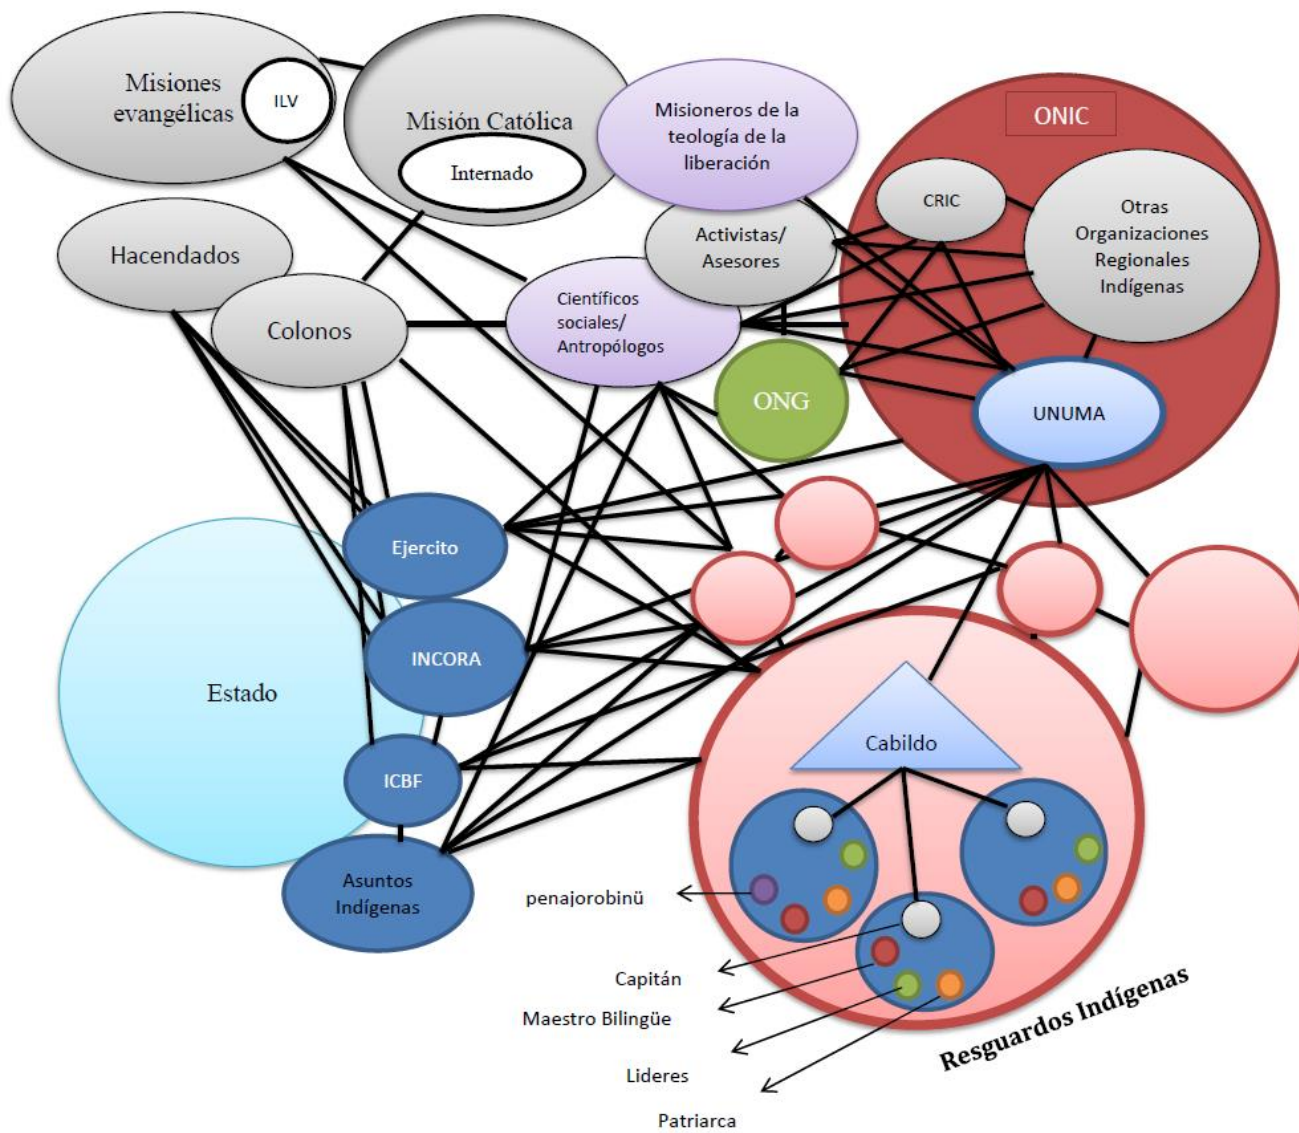 Misiones
evangélicas
ILV
Misión Católica
Internado
Misioneros de la
teología de la
liberación
ONIC
CRIC
Otras
Organizaciones
Regionales
Indígenas
Activistas/
Asesores
Hacendados
Colonos
Científicos
sociales/
Antropólogos
ONG
UNUMA
Ejercito
INCORA
Estado
ICBF
Asuntos
Indígenas
Cabildo
penajorobinü
Capitán
Maestro Bilingüe
Lideres
Patriarca
Resguardos Indígenas